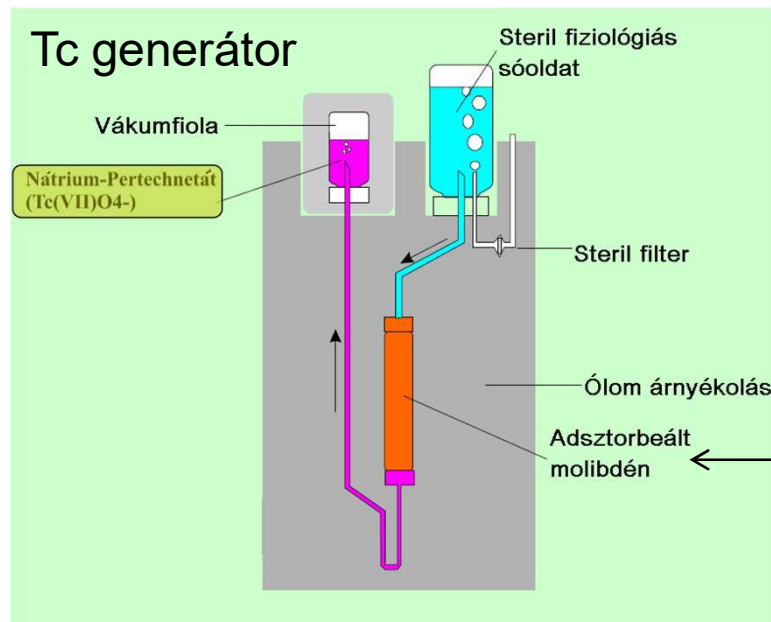 Tc generátor
Steril fiziológiás
sóoldat
Vákumfiola
Nátrium-Pertechnetát
(Tc(VII)O4-)
Steril filter
Ólom árnyékolás
Adsztorbeált
molibdén